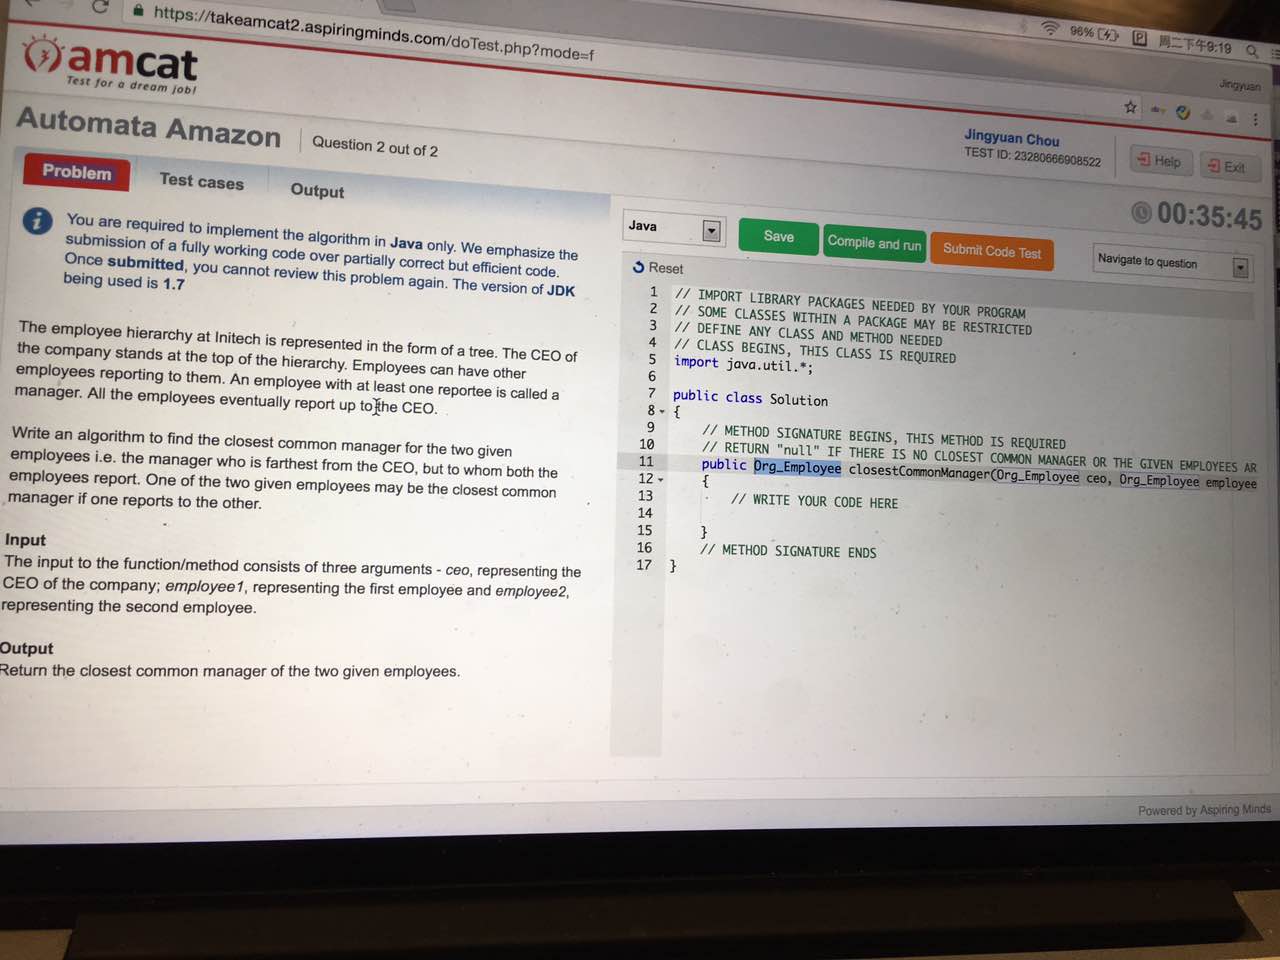 https://takeamcat2.aspiringminds.com/doTest.php?mode=f
96%
周二下午9:19
Jingyuan
amcat
Test for a dream job!
Automata Amazon
Question 2 out of 2
Jingyuan Chou
TEST ID: 23280666908522
Help
Exit
Problem
Test cases
Output
00:35:45
You are required to implement the algorithm in Java only. We emphasize the
submission of a fully working code over partially correct but efficient code.
Once submitted, you cannot review this problem again. The version of JDK
being used is 1.7
The employee hierarchy at Initech is represented in the form of a tree. The CEO of
the company stands at the top of the hierarchy. Employees can have other
employees reporting to them. An employee with at least one reportee is called a
manager. All the employees eventually report up to the CEO.
Write an algorithm to find the closest common manager for the two given
employees i.e. the manager who is farthest from the CEO, but to whom both the
employees report. One of the two given employees may be the closest common
manager if one reports to the other.
Input
The input to the function/method consists of three arguments - ceo, representing the
CEO of the company; employee1, representing the first employee and employee2,
representing the second employee.
Output
Return the closest common manager of the two given employees.
Java
Save
Compile and run
Submit Code Test
Navigate to question
Reset
1 // IMPORT LIBRARY PACKAGES NEEDED BY YOUR PROGRAM
2 // SOME CLASSES WITHIN A PACKAGE MAY BE RESTRICTED
3 // DEFINE ANY CLASS AND METHOD NEEDED
4 // CLASS BEGINS, THIS CLASS IS REQUIRED
5 import java.util.*;
6
7 public class Solution
8 {
9 // METHOD SIGNATURE BEGINS, THIS METHOD IS REQUIRED
10 // RETURN "null" IF THERE IS NO CLOSEST COMMON MANAGER OR THE GIVEN EMPLOYEES AR
11 public Org_Employee closestCommonManager(Org_Employee ceo, Org_Employee employee
12 {
13 // WRITE YOUR CODE HERE
14
15 }
16 // METHOD SIGNATURE ENDS
17 }
Powered by Aspiring Minds